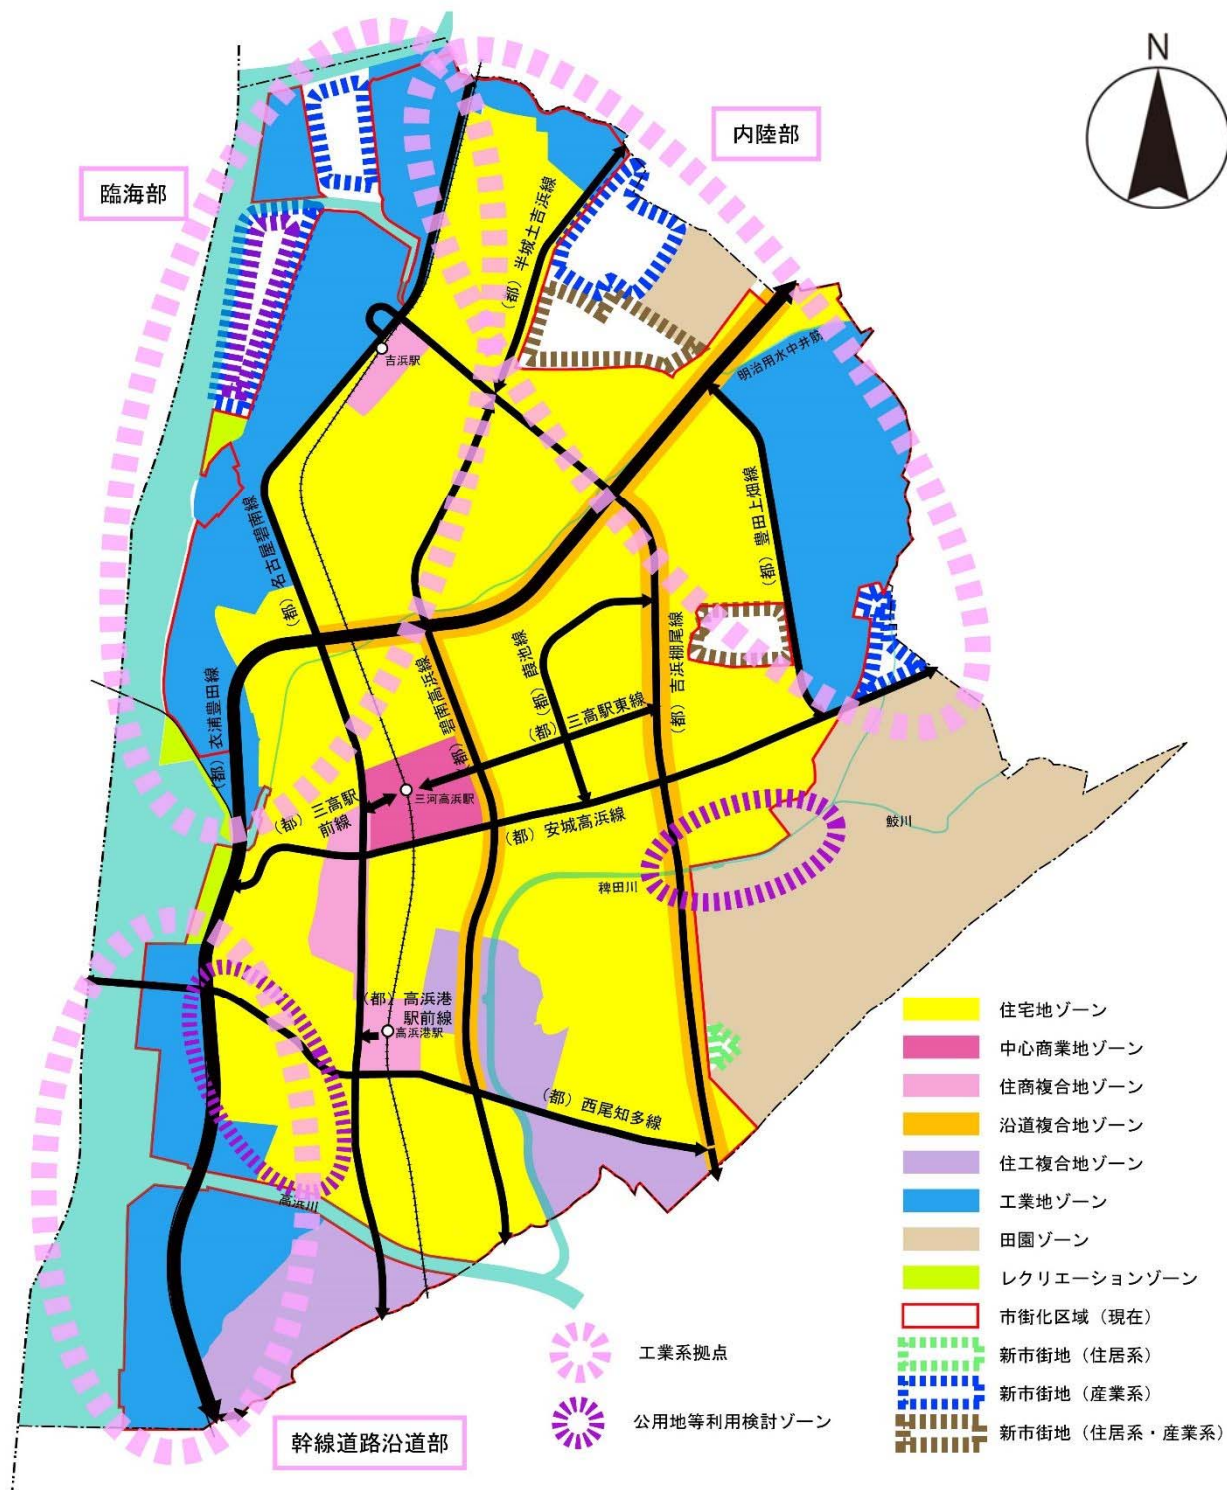 N
内陸部
臨海部
（都）半城土吉浜線
吉浜駅
明治用水中井筋
（都）名古屋碧南線
（都）豊田上畑線
（都）衣浦豊田線
（都）碧南高浜線
（都）葭池線
（都）吉浜棚尾線
（都）三高駅東線
三河高浜駅
（都）三高駅
前線
（都）安城高浜線
鮫川
稗田川
（都）高浜港
駅前線
高浜港駅
（都）西尾知多線
高浜川
住宅地ゾーン
中心商業地ゾーン
住商複合地ゾーン
沿道複合地ゾーン
住工複合地ゾーン
工業地ゾーン
田園ゾーン
レクリエーションゾーン
市街化区域（現在）
新市街地（住居系）
新市街地（産業系）
新市街地（住居系・産業系）
工業系拠点
公用地等利用検討ゾーン
幹線道路沿道部